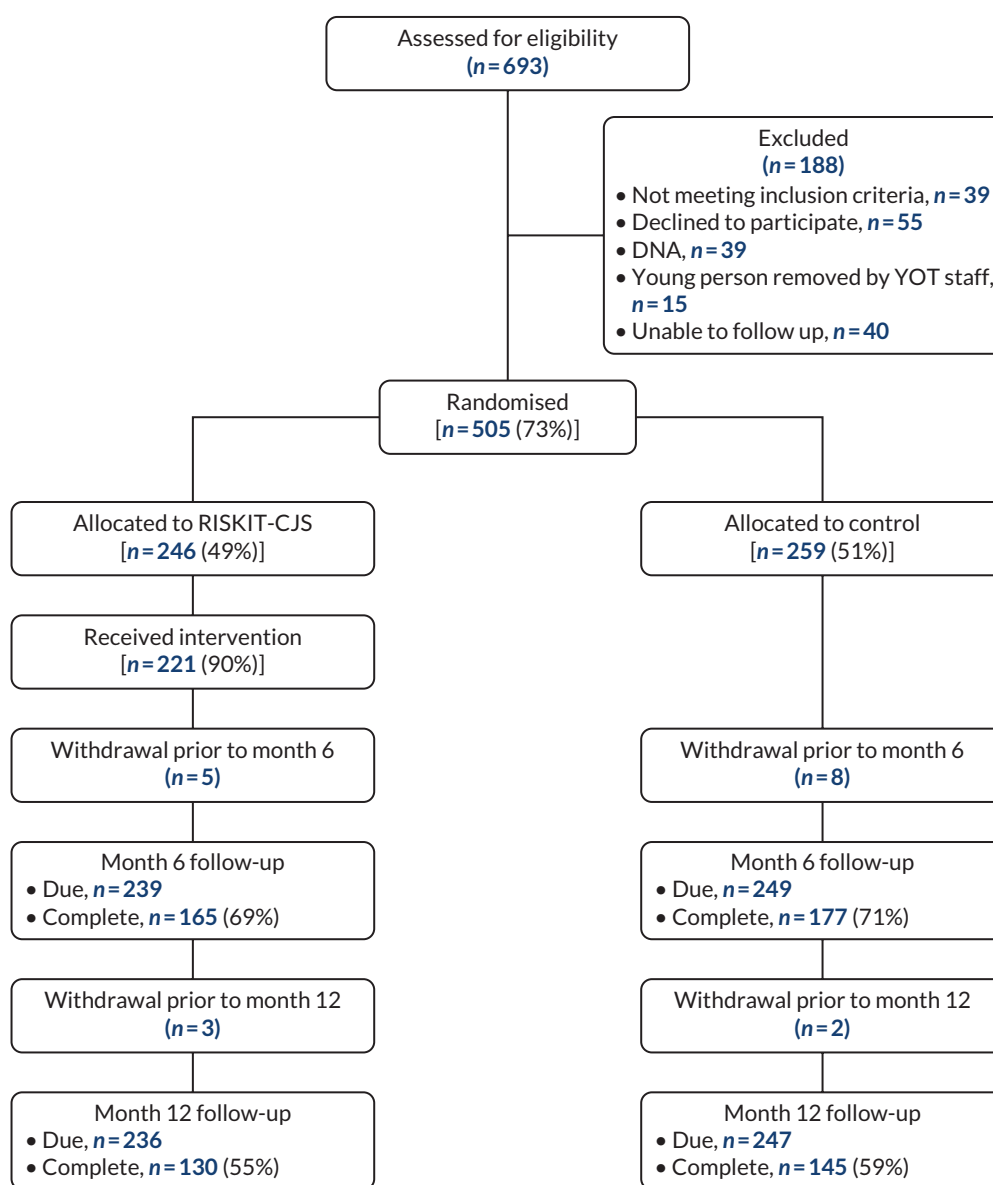 Assessed for eligibility
(n=693)
Excluded
(n=188)
• Not meeting inclusion criteria, n=39
• Declined to participate, n=55
• DNA, n=39
• Young person removed by YOT staff,
n=15
• Unable to follow up, n=40
Randomised
[n=505 (73%)]
Allocated to RISKIT-CJS
[n=246 (49%)]
Received intervention
[n=221 (90%)]
Withdrawal prior to month 6
(n=5)
Month 6 follow-up
• Due, n=239
• Complete, n=165 (69%)
Withdrawal prior to month 12
(n=3)
Month 12 follow-up
• Due, n=236
• Complete, n=130 (55%)
Allocated to control
[n=259 (51%)]
Withdrawal prior to month 6
(n=8)
Month 6 follow-up
• Due, n=249
• Complete, n=177 (71%)
Withdrawal prior to month 12
(n=2)
Month 12 follow-up
• Due, n=247
• Complete, n=145 (59%)